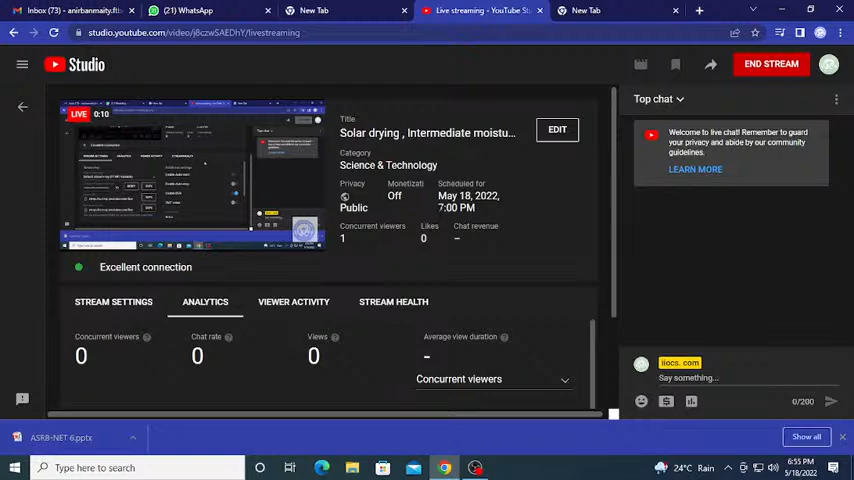 Inbox (73) - anirbanmaity.ftb
(21) WhatsApp
New Tab
Live streaming - YouTube St
New Tab
studio.youtube.com/video/j8czwSAEDhY/livestreaming
Studio
END STREAM
LIVE 0:10
Title
Solar drying , Intermediate moistu...
EDIT
Category
Science & Technology
Privacy
Public
Monetizati
Off
Scheduled for
May 18, 2022,
7:00 PM
Concurrent viewers
1
Likes
0
Chat revenue
–
Excellent connection
STREAM SETTINGS
ANALYTICS
VIEWER ACTIVITY
STREAM HEALTH
Concurrent viewers
0
Chat rate
0
Views
0
Average view duration
-
Concurrent viewers
Top chat
Welcome to live chat! Remember to guard
your privacy and abide by our community
guidelines.
LEARN MORE
iiocs. com
Say something...
0/200
ASRB-NET 6.pptx
Show all
Type here to search
24°C Rain
6:55 PM
5/18/2022